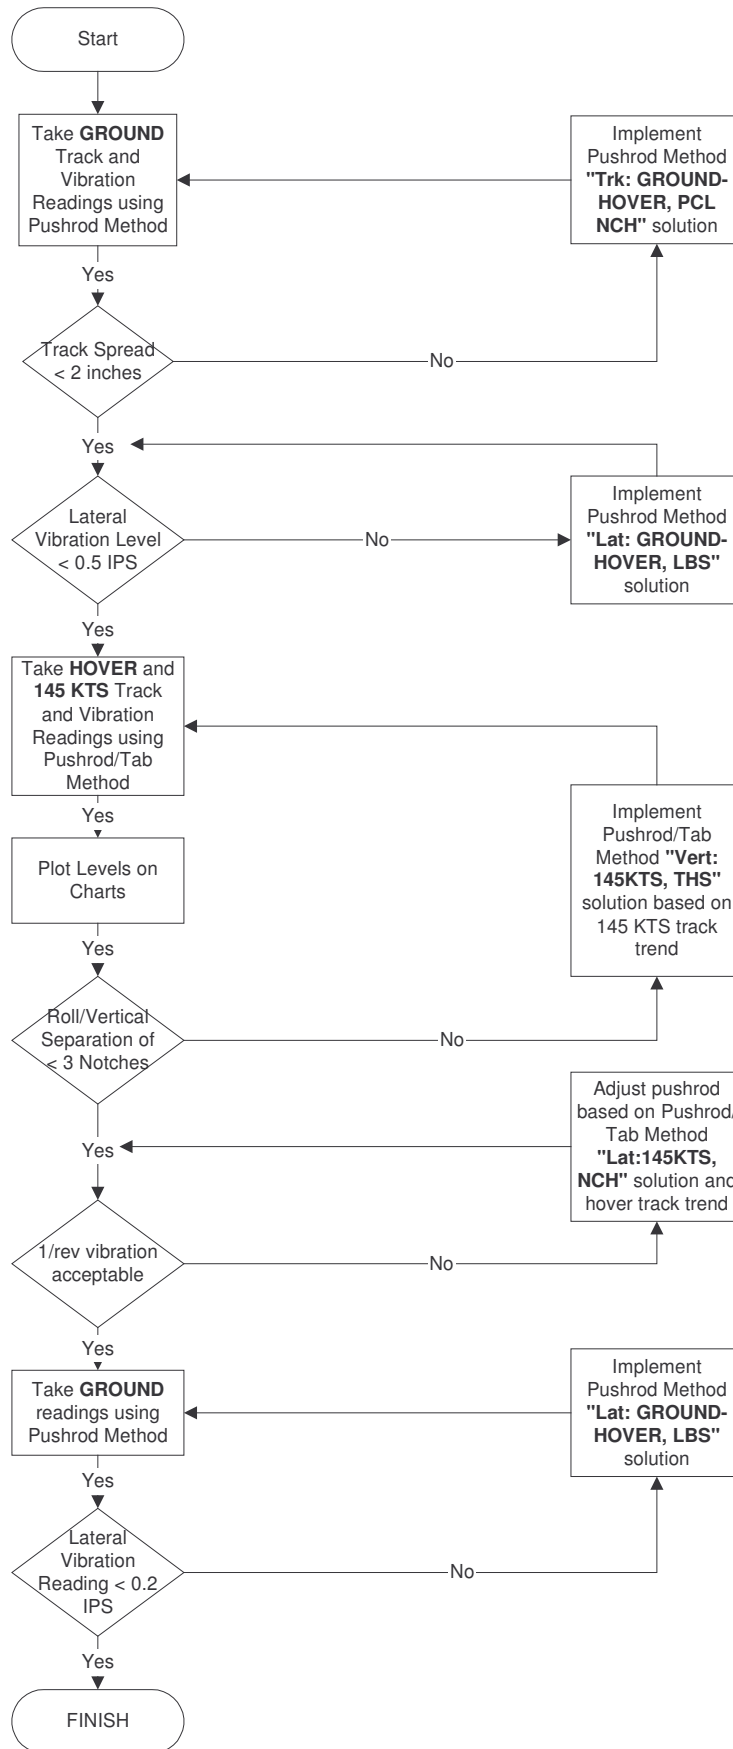 Start
Take GROUND
Track and
Vibration
Readings using
Pushrod Method
Implement
Pushrod Method
"Trk: GROUND-
HOVER, PCL
NCH" solution
Yes
Track Spread
< 2 inches
No
Yes
Lateral
Vibration Level
< 0.5 IPS
No
Implement
Pushrod Method
"Lat: GROUND-
HOVER, LBS"
solution
Yes
Take HOVER and
145 KTS Track
and Vibration
Readings using
Pushrod/Tab
Method
Yes
Plot Levels on
Charts
Implement
Pushrod/Tab
Method "Vert:
145KTS, THS"
solution based on
145 KTS track
trend
Yes
Roll/Vertical
Separation of
< 3 Notches
No
Yes
Adjust pushrod
based on Pushrod/
Tab Method
"Lat:145KTS,
NCH" solution and
hover track trend
1/rev vibration
acceptable
No
Yes
Take GROUND
readings using
Pushrod Method
Implement
Pushrod Method
"Lat: GROUND-
HOVER, LBS"
solution
Yes
Lateral
Vibration
Reading < 0.2
IPS
No
Yes
FINISH